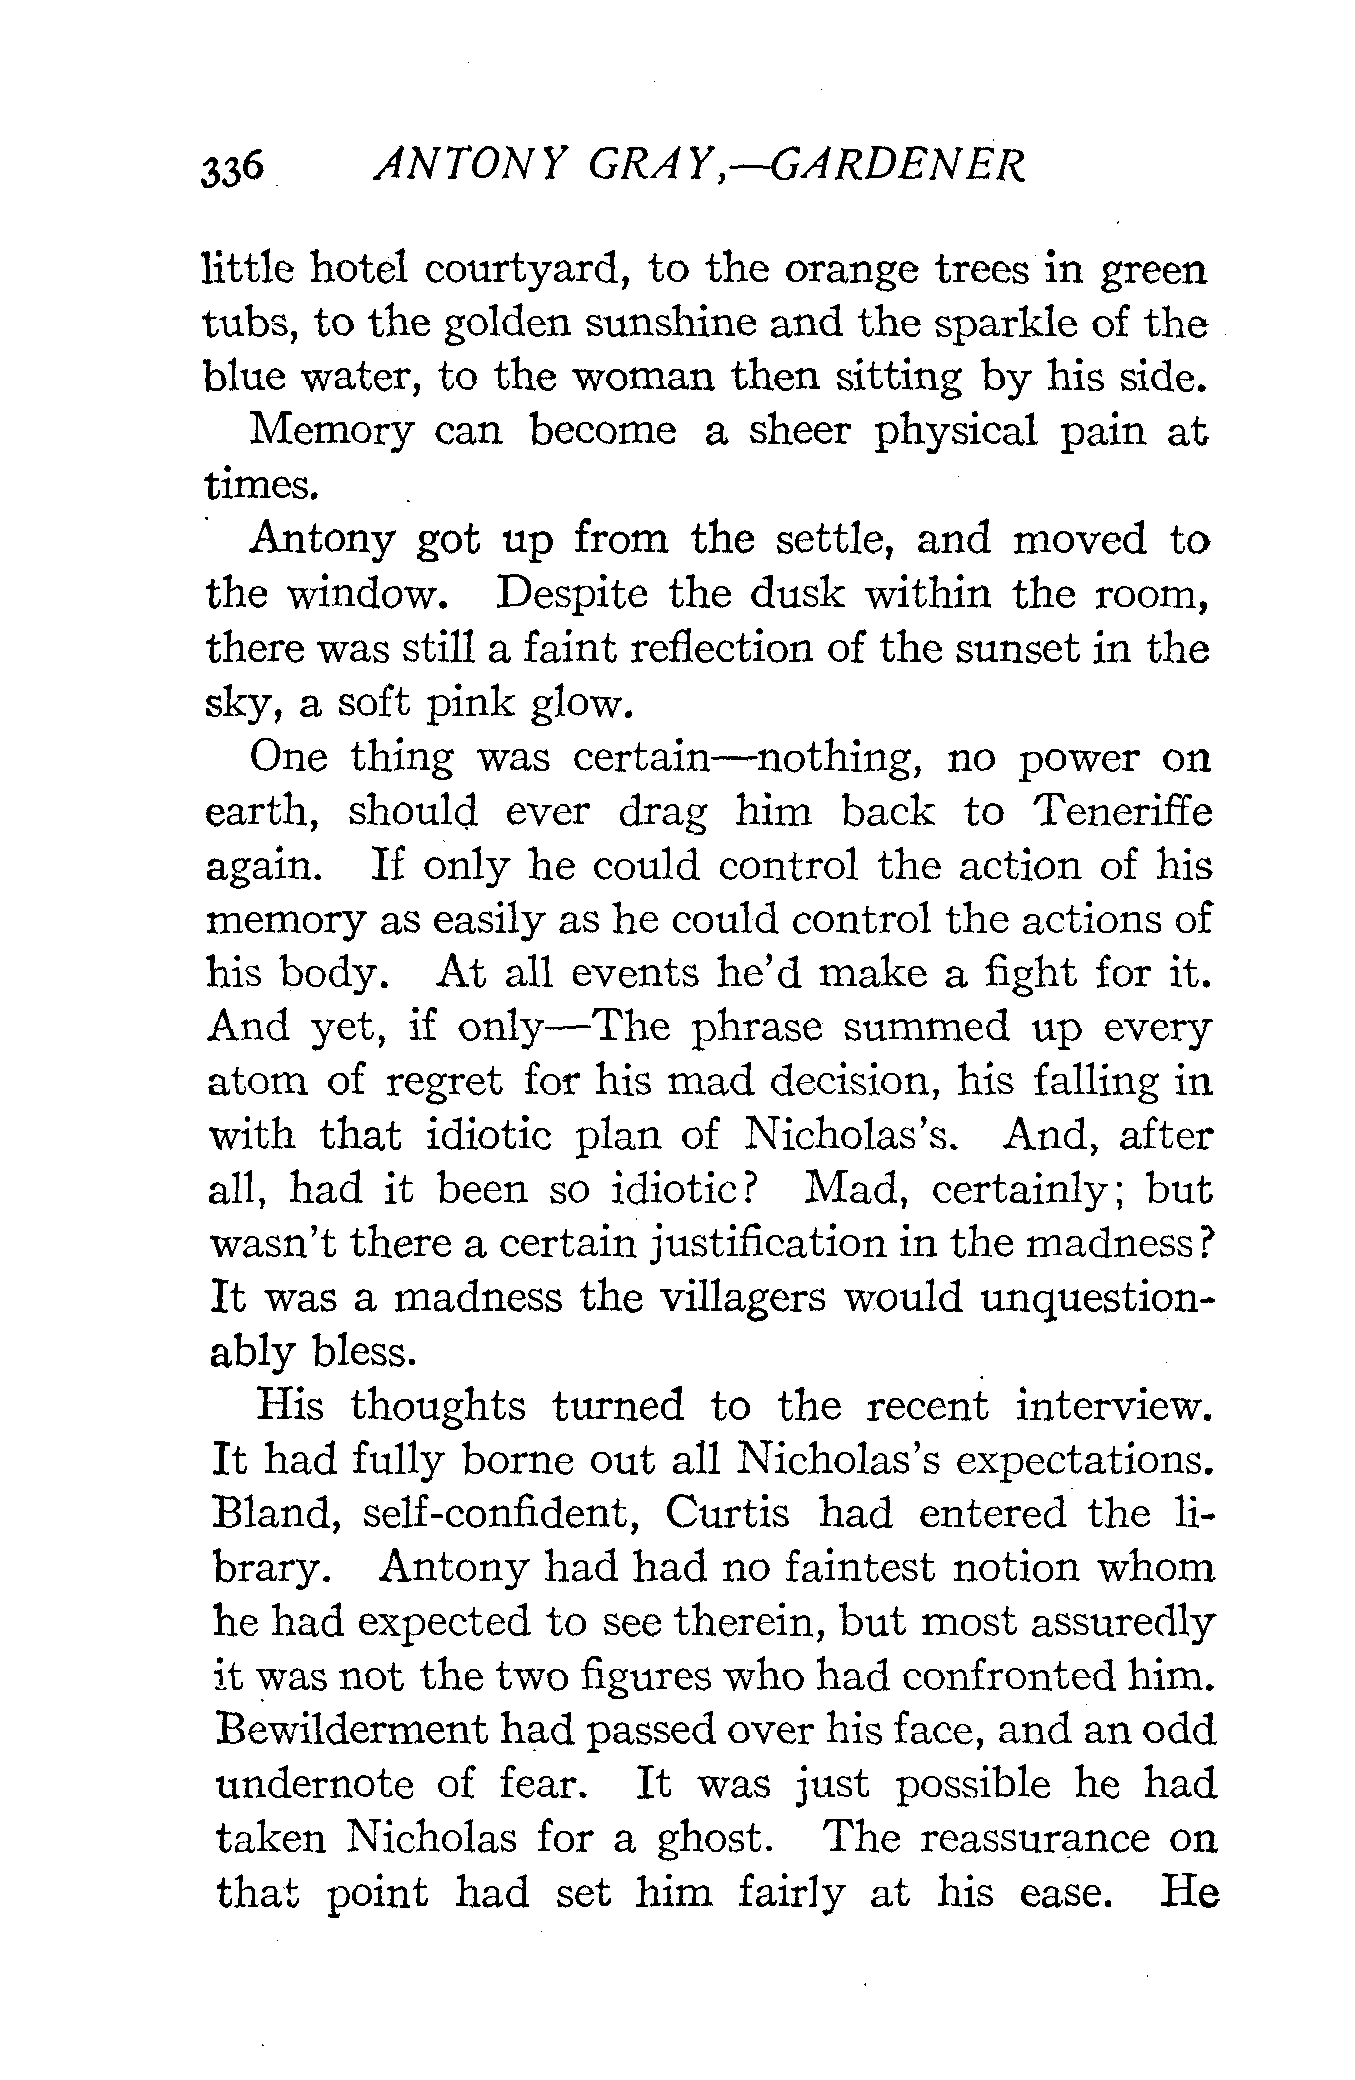 336 ANTONY GRAY,—GARDENER
little hotel courtyard, to the orange trees in green
tubs, to the golden sunshine and the sparkle of the
blue water, to the woman then sitting by his side.
Memory can become a sheer physical pain at
times.
Antony got up from the settle, and moved to
the window. Despite the dusk within the room,
there was still a faint reflection of the sunset in the
sky, a soft pink glow.
One thing was certain—nothing, no power on
earth, should ever drag him back to Teneriffe
again. If only he could control the action of his
memory as easily as he could control the actions of
his body. At all events he'd make a fight for it.
And yet, if only—The phrase summed up every
atom of regret for his mad decision, his falling in
with that idiotic plan of Nicholas's. And, after
all, had it been so idiotic? Mad, certainly; but
wasn't there a certain justification in the madness?
It was a madness the villagers would unquestion-
ably bless.
His thoughts turned to the recent interview.
It had fully borne out all Nicholas's expectations.
Bland, self-confident, Curtis had entered the li-
brary. Antony had had no faintest notion whom
he had expected to see therein, but most assuredly
it was not the two figures who had confronted him.
Bewilderment had passed over his face, and an odd
undernote of fear. It was just possible he had
taken Nicholas for a ghost. The reassurance on
that point had set him fairly at his ease. He